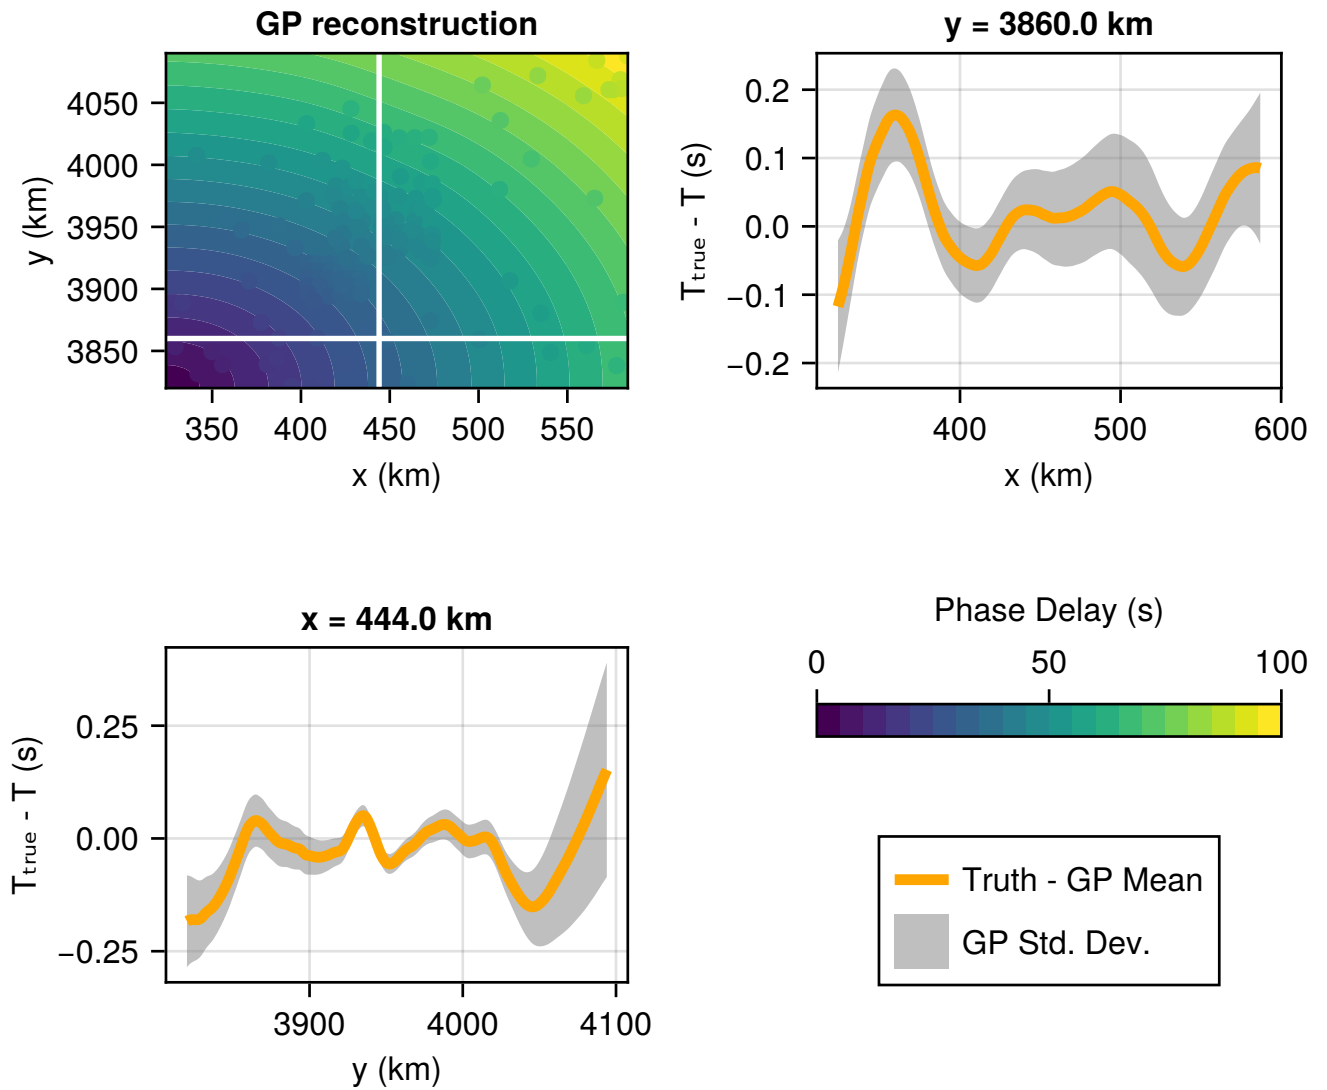 GP reconstruction
y (km)
4050
4000
3950
3900
3850
350 400 450 500 550
x (km)
y = 3860.0 km
Ttrue - T (s)
0.2
0.1
0.0
−0.1
−0.2
400 500 600
x (km)
x = 444.0 km
Ttrue - T (s)
0.25
0.00
−0.25
3900 4000 4100
y (km)
Phase Delay (s)
0 50 100
Truth - GP Mean
GP Std. Dev.